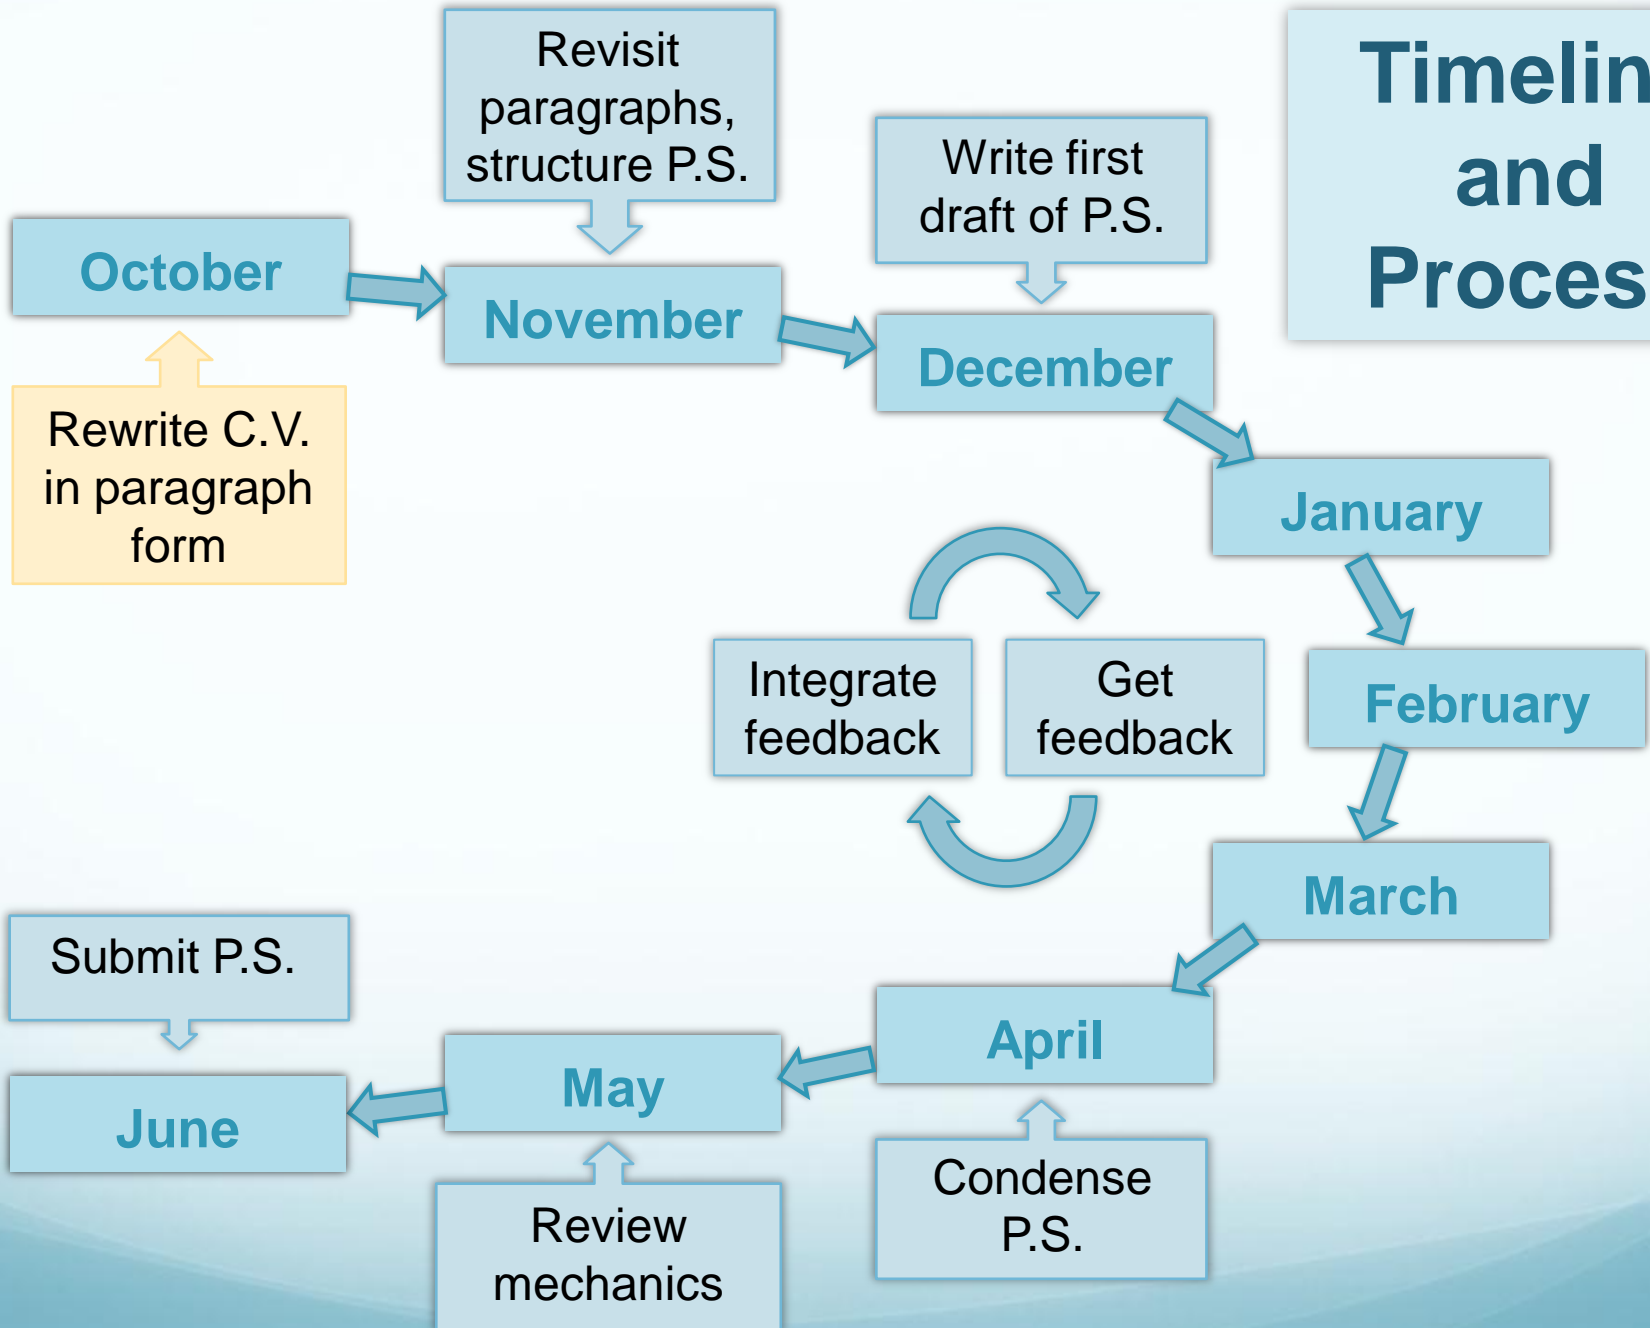 Timelin
and
Proces
Revisit
paragraphs,
structure P.S.
Write first
draft of P.S.
October
November
December
Rewrite C.V.
in paragraph
form
January
Integrate
feedback
Get
feedback
February
March
Submit P.S.
April
May
June
Condense
P.S.
Review
mechanics